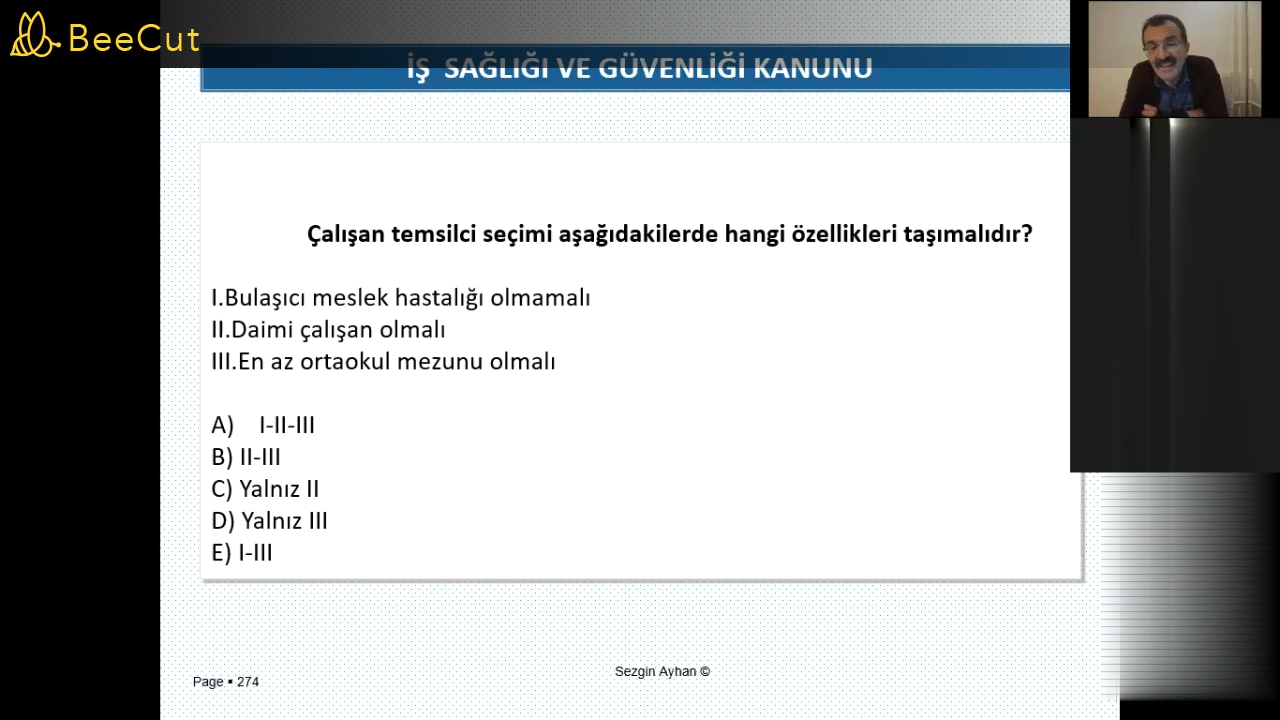 BeeCut
İŞ SAĞLIĞI VE GÜVENLİĞİ KANUNU
Çalışan temsilci seçimi aşağıdakilerde hangi özellikleri taşımalıdır?
I.Bulaşıcı meslek hastalığı olmamalı
II.Daimi çalışan olmalı
III.En az ortaokul mezunu olmalı
A) I-II-III
B) II-III
C) Yalnız II
D) Yalnız III
E) I-III
Sezgin Ayhan ©
Page ▪ 274